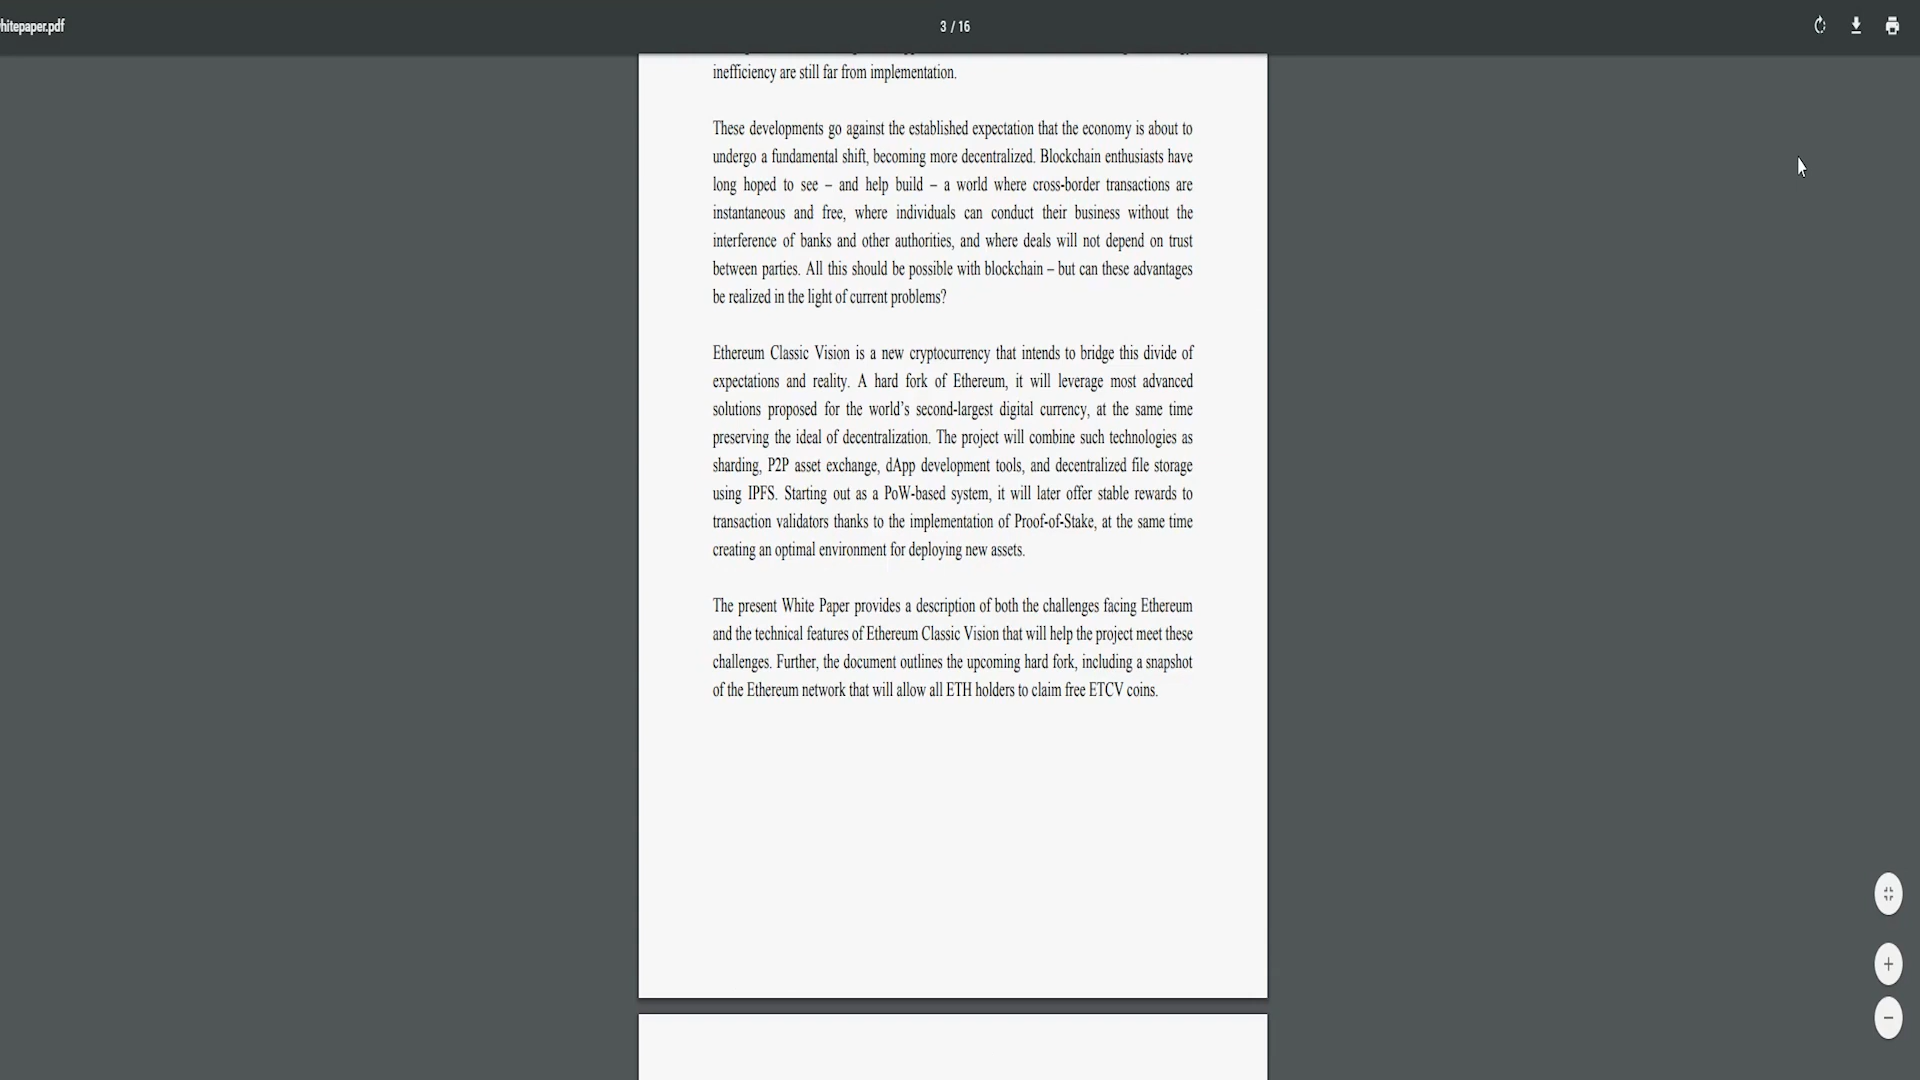 hitepaper.pdf
3 / 16
inefficiency are still far from implementation.
These developments go against the established expectation that the economy is about to
undergo a fundamental shift, becoming more decentralized. Blockchain enthusiasts have
long hoped to see – and help build – a world where cross-border transactions are
instantaneous and free, where individuals can conduct their business without the
interference of banks and other authorities, and where deals will not depend on trust
between parties. All this should be possible with blockchain – but can these advantages
be realized in the light of current problems?
Ethereum Classic Vision is a new cryptocurrency that intends to bridge this divide of
expectations and reality. A hard fork of Ethereum, it will leverage most advanced
solutions proposed for the world’s second-largest digital currency, at the same time
preserving the ideal of decentralization. The project will combine such technologies as
sharding, P2P asset exchange, dApp development tools, and decentralized file storage
using IPFS. Starting out as a PoW-based system, it will later offer stable rewards to
transaction validators thanks to the implementation of Proof-of-Stake, at the same time
creating an optimal environment for deploying new assets.
The present White Paper provides a description of both the challenges facing Ethereum
and the technical features of Ethereum Classic Vision that will help the project meet these
challenges. Further, the document outlines the upcoming hard fork, including a snapshot
of the Ethereum network that will allow all ETH holders to claim free ETCV coins.